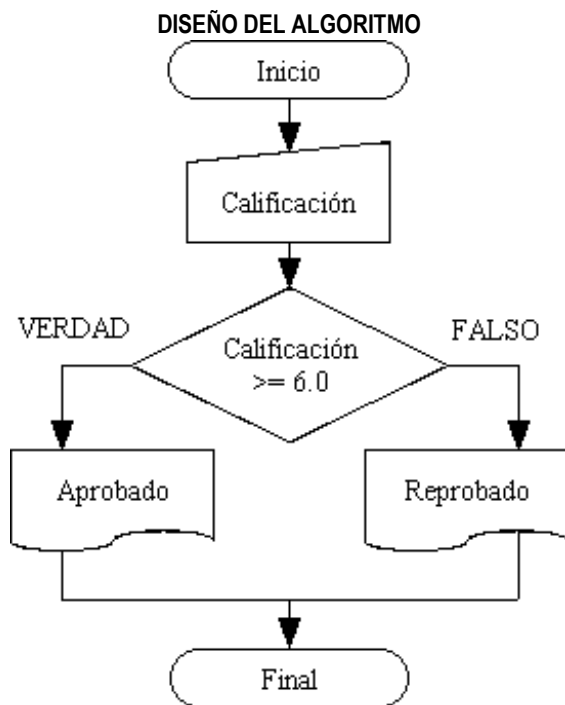 DISEÑO DEL ALGORITMO
Inicio
Calificación
VERDAD
FALSO
Calificación
>= 6.0
Aprobado
Reprobado
Final